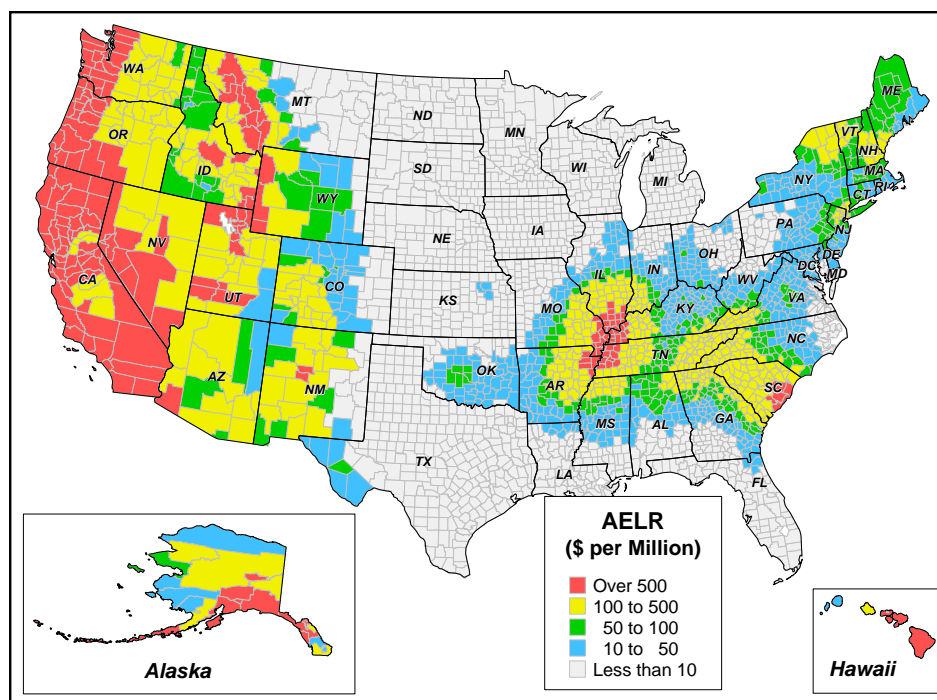 WA
MT
ND
MN
ME
OR
ID
SD
WI
MI
VT
NH
NY
MA
CT
RI
WY
NE
IA
PA
NJ
NV
UT
CO
IL
IN
OH
DE
DC
MD
CA
KS
MO
WV
KY
VA
AZ
NM
OK
AR
TN
NC
SC
MS
AL
GA
TX
LA
FL
AELR
($ per Million)
Over 500
100 to 500
50 to 100
10 to 50
Less than 10
Alaska
Hawaii